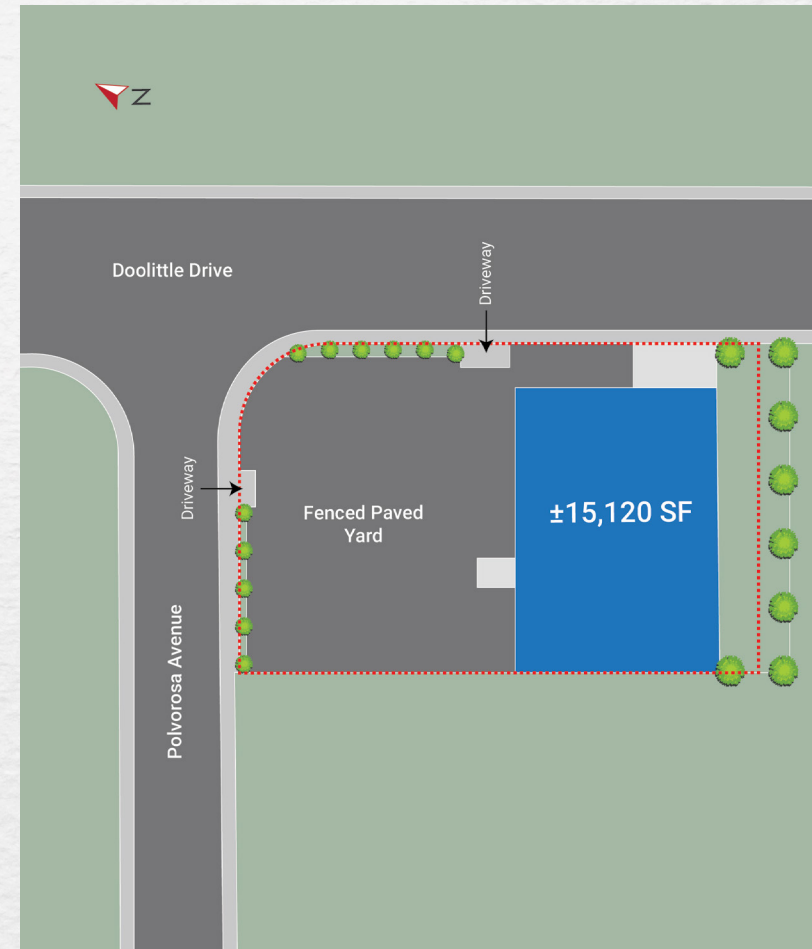 N
Doolittle Drive
Driveway
Driveway
Fenced Paved
Yard
±15,120 SF
Polvorosa Avenue